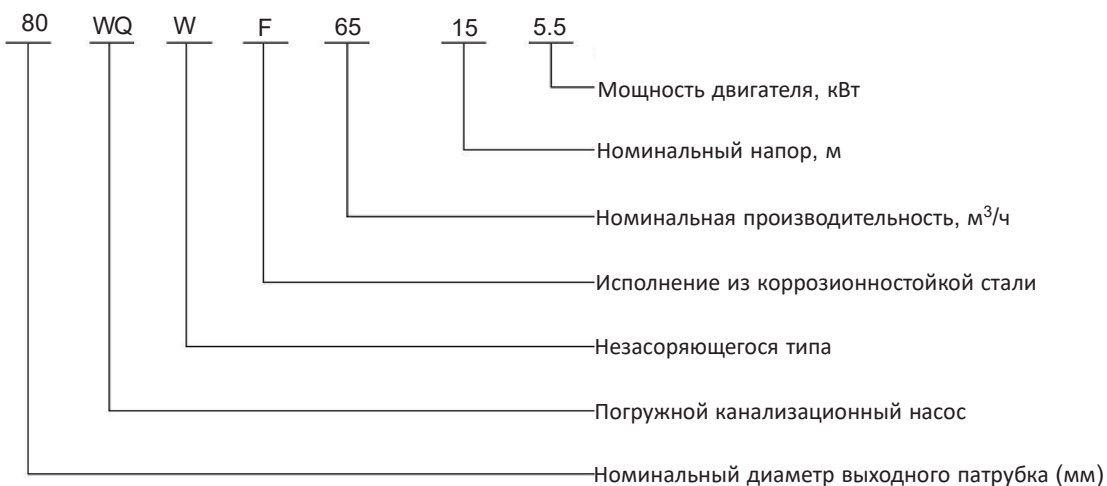 80 WQ W F 65 15 5.5
Мощность двигателя, кВт
Номинальный напор, м
Номинальная производительность, м³/ч
Исполнение из коррозионностойкой стали
Незасоряющегося типа
Погружной канализационный насос
Номинальный диаметр выходного патрубка (мм)